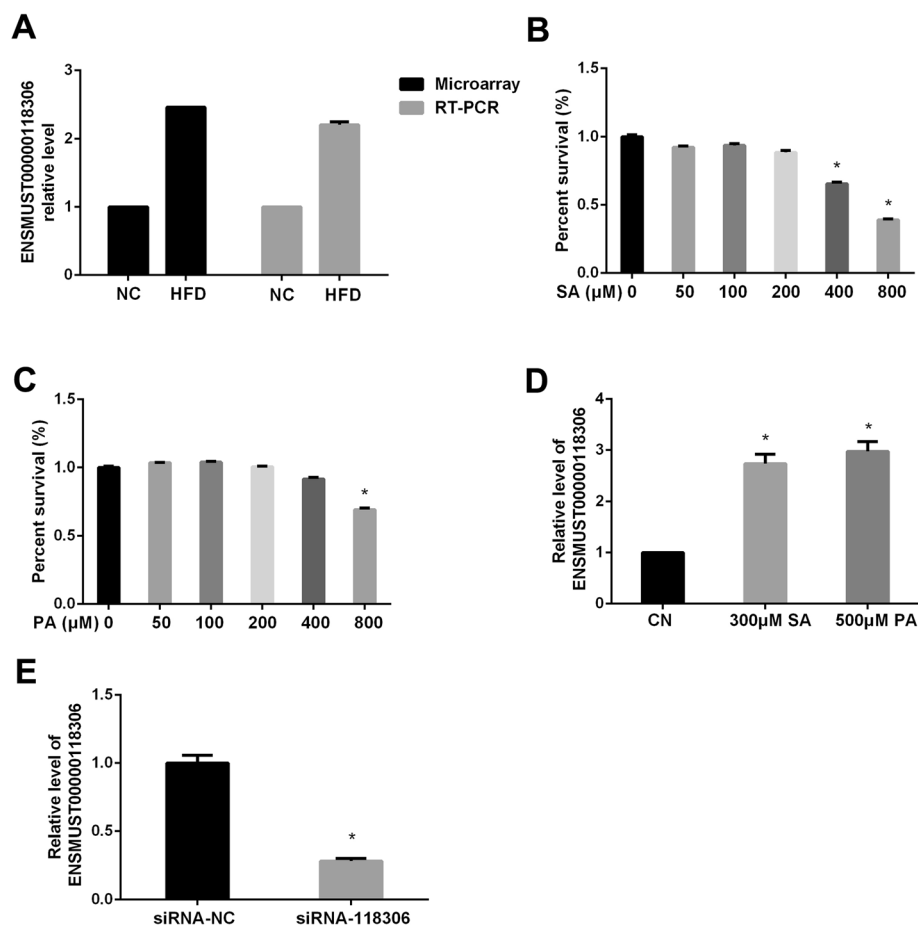 A
ENSMUST00000118306
relative level
3
2
1
0
NC HFD NC HFD
Microarray
RT-PCR
B
Percent survival (%)
1.5
1.0
0.5
0.0
* *
SA (μM) 0 50 100 200 400 800
C
Percent survival (%)
1.5
1.0
0.5
0.0
*
PA (μM) 0 50 100 200 400 800
D
Relative level of
ENSMUST00000118306
4
3
2
1
0
* *
CN 300μM SA 500μM PA
E
Relative level of
ENSMUST00000118306
1.5
1.0
0.5
0.0
*
siRNA-NC siRNA-118306